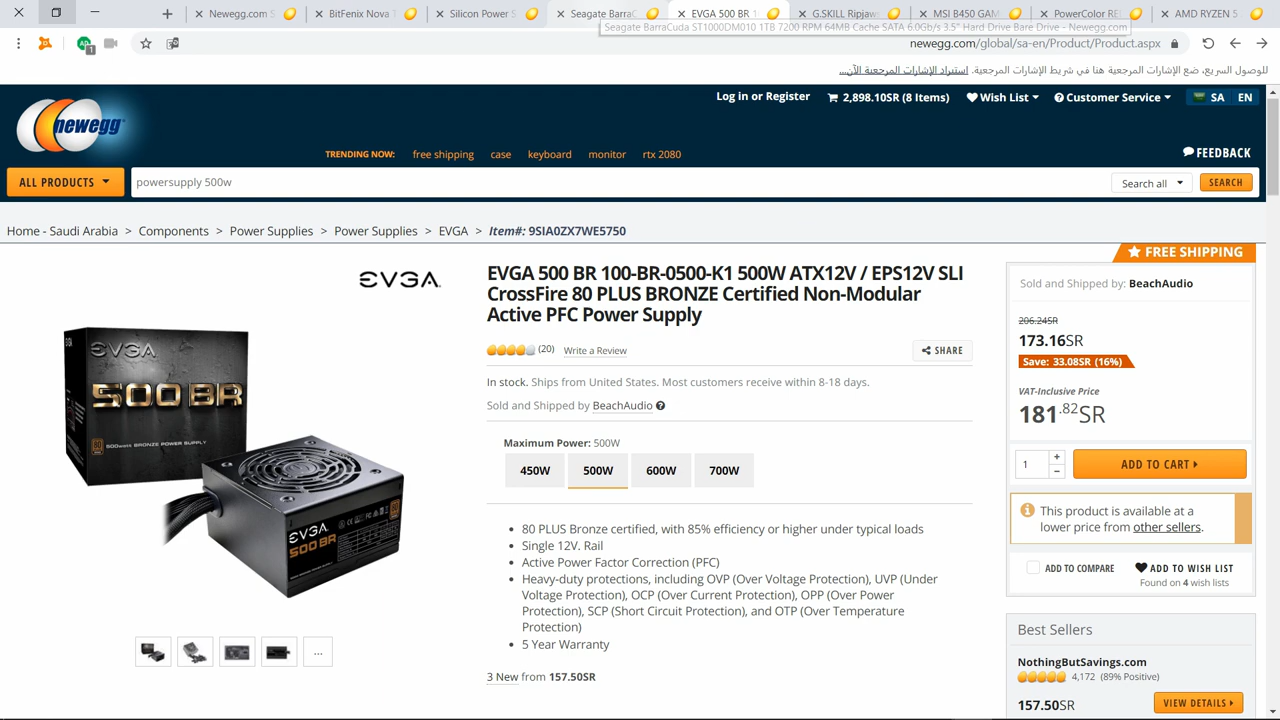 Newegg.com S
BitFenix Nova T
Silicon Power S
Seagate BarraC
EVGA 500 BR 1
G.SKILL Ripjaw
MSI B450 GAM
PowerColor RE
AMD RYZEN 5
Seagate BarraCuda ST1000DM010 1TB 7200 RPM 64MB Cache SATA 6.0Gb/s 3.5" Hard Drive Bare Drive - Newegg.com
newegg.com/global/sa-en/Product/Product.aspx
للوصول السريع، ضع الإشارات المرجعية هنا في شريط الإشارات المرجعية. استيراد الإشارات المرجعية الآن...
Log in or Register
2,898.10SR (8 Items)
Wish List
Customer Service
SA EN
newegg
TRENDING NOW: free shipping case keyboard monitor rtx 2080
FEEDBACK
ALL PRODUCTS
powersupply 500w
Search all
SEARCH
Home - Saudi Arabia > Components > Power Supplies > Power Supplies > EVGA > Item#: 9SIA0ZX7WE5750
FREE SHIPPING
EVGA
EVGA 500 BR 100-BR-0500-K1 500W ATX12V / EPS12V SLI
CrossFire 80 PLUS BRONZE Certified Non-Modular
Active PFC Power Supply
(20) Write a Review
SHARE
In stock. Ships from United States. Most customers receive within 8-18 days.
Sold and Shipped by BeachAudio
Maximum Power: 500W
450W 500W 600W 700W
80 PLUS Bronze certified, with 85% efficiency or higher under typical loads
Single 12V. Rail
Active Power Factor Correction (PFC)
Heavy-duty protections, including OVP (Over Voltage Protection), UVP (Under
Voltage Protection), OCP (Over Current Protection), OPP (Over Power
Protection), SCP (Short Circuit Protection), and OTP (Over Temperature
Protection)
5 Year Warranty
3 New from 157.50SR
EVGA
500 BR
500WATT BRONZE POWER SUPPLY
EVGA
500 BR
...
Sold and Shipped by: BeachAudio
206.24SR
173.16SR
Save: 33.08SR (16%)
VAT-Inclusive Price
181.82SR
1
+
-
ADD TO CART
This product is available at a
lower price from other sellers.
ADD TO COMPARE
ADD TO WISH LIST
Found on 4 wish lists
Best Sellers
NothingButSavings.com
4,172 (89% Positive)
157.50SR
VIEW DETAILS